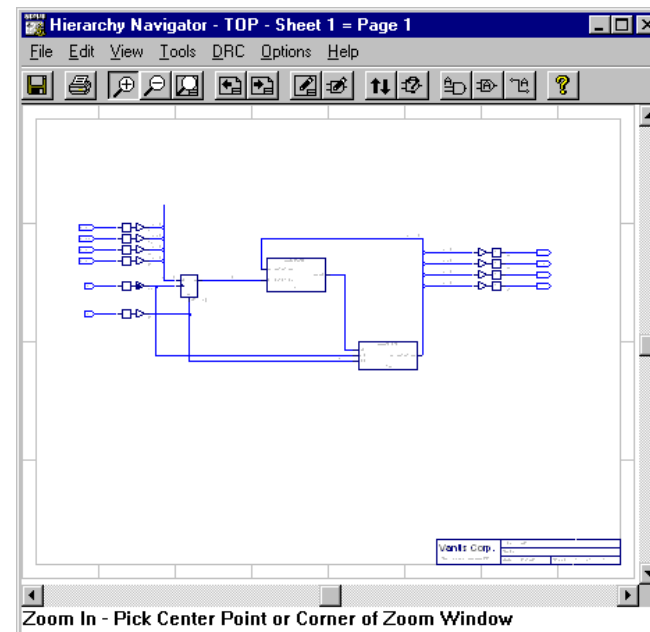 Hierarchy Navigator - TOP - Sheet 1 = Page 1
File Edit View Tools DRC Options Help
Vantis Corp.
Zoom In - Pick Center Point or Corner of Zoom Window